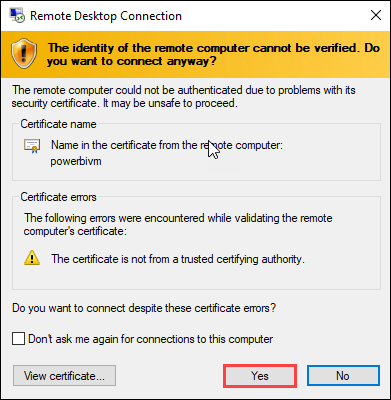 Remote Desktop Connection
The identity of the remote computer cannot be verified. Do
you want to connect anyway?
The remote computer could not be authenticated due to problems with its
security certificate. It may be unsafe to proceed.
Certificate name
Name in the certificate from the remote computer:
powerbivm
Certificate errors
The following errors were encountered while validating the remote
computer's certificate:
The certificate is not from a trusted certifying authority.
Do you want to connect despite these certificate errors?
Don't ask me again for connections to this computer
View certificate... Yes No